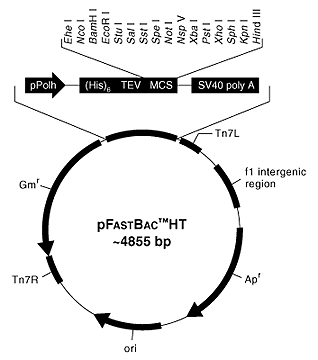 Ehe I
Nco I
BamH I
EcoR I
Stu I
Sal I
Sst I
Spe I
Not I
Nsp V
Xba I
Pst I
Xho I
Sph I
Kpn I
Hind III
pPolh (His)6 TEV MCS SV40 poly A
Tn7L
f1 intergenic
region
Gmr
pFASTBAC™HT
~4855 bp
Tn7R
Apr
ori